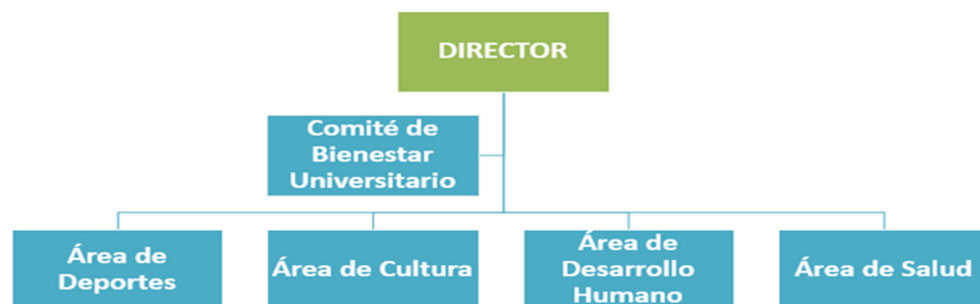 DIRECTOR
Comité de
Bienestar
Universitario
Área de
Deportes
Área de Cultura
Área de
Desarrollo
Humano
Área de Salud